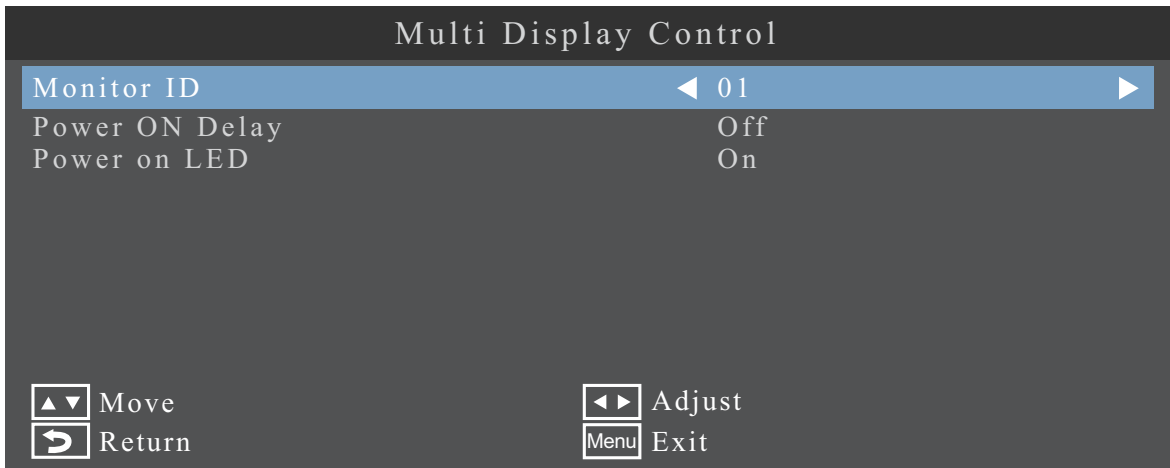 Multi Display Control
Monitor ID 01
Power ON Delay Off
Power on LED On
Move Adjust
Return Menu Exit